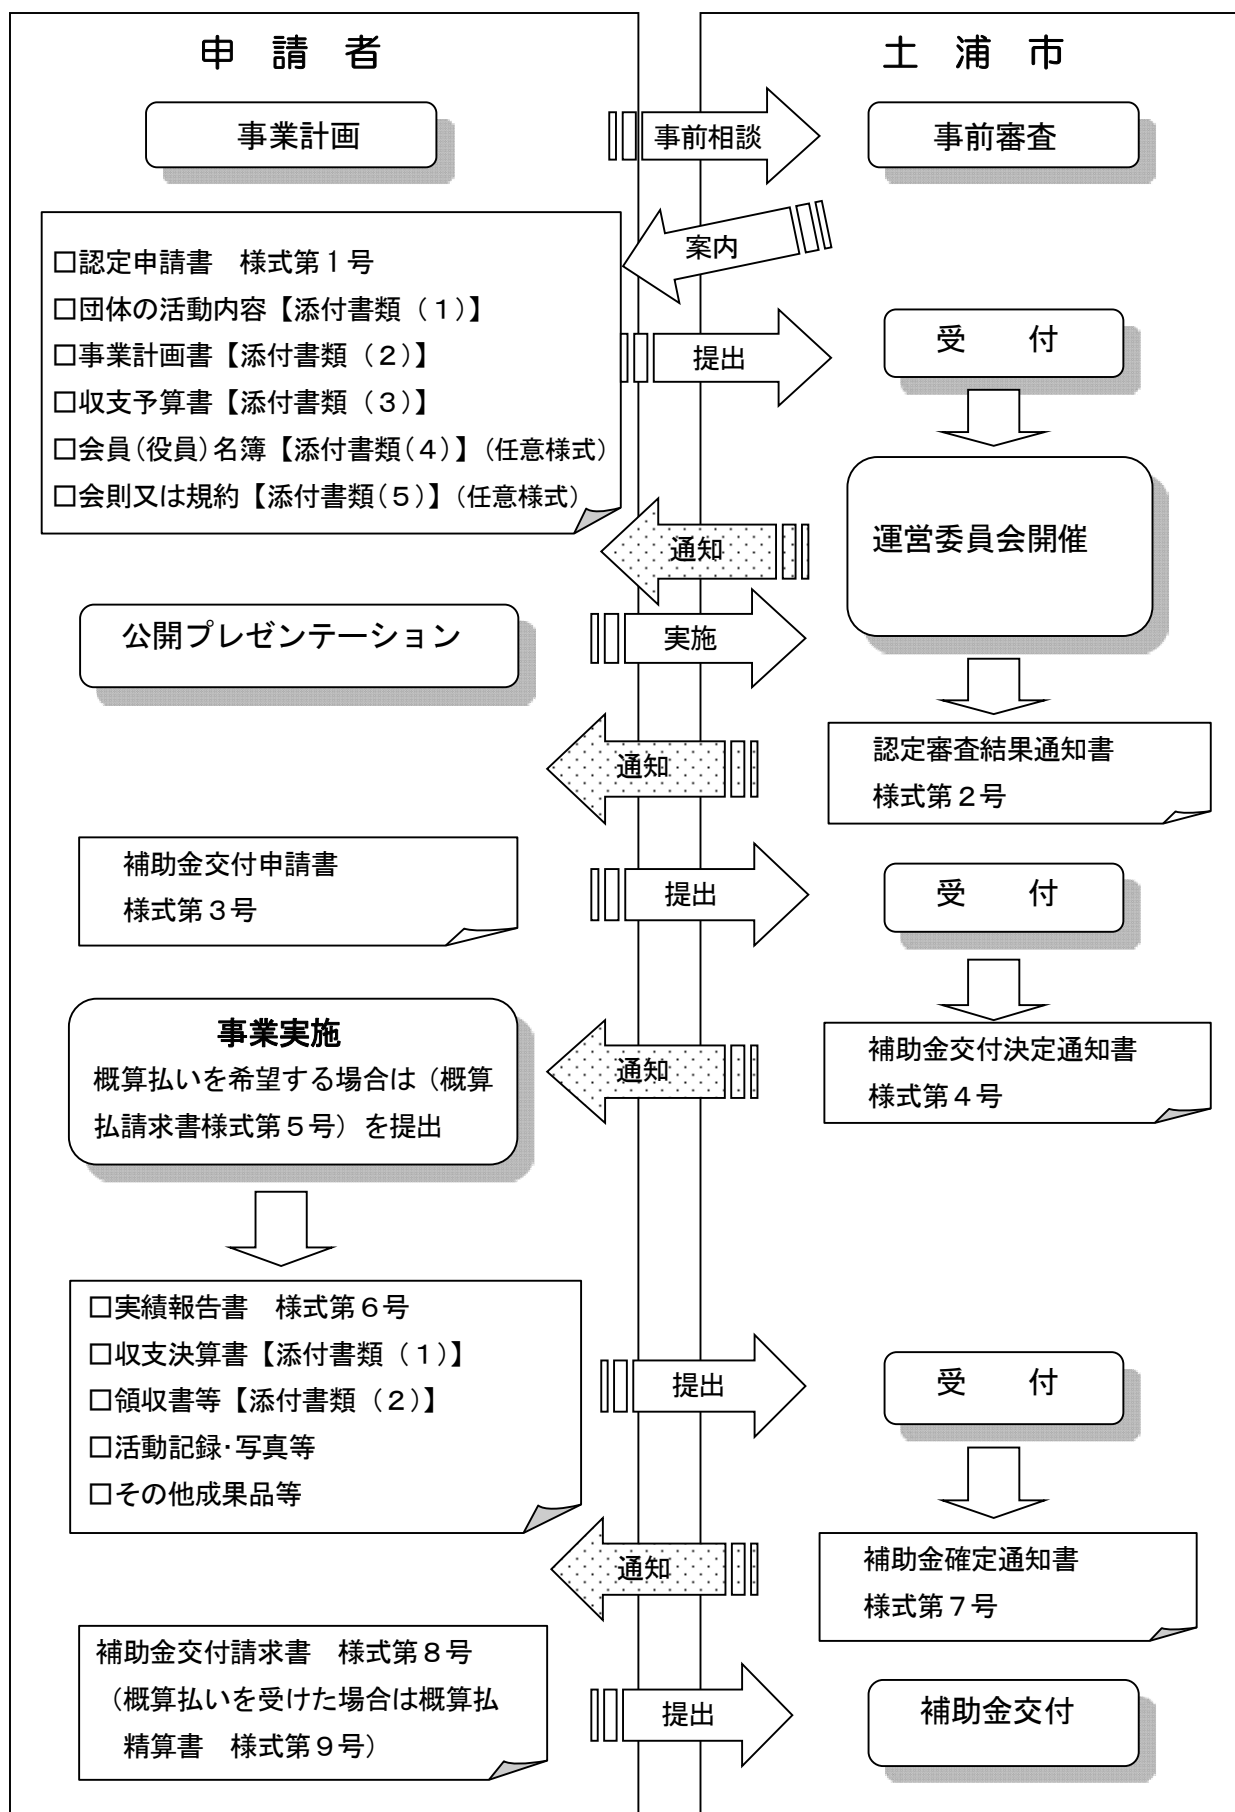 申　請　者
土　浦　市
事業計画
事前相談
事前審査
案内
□認定申請書　様式第１号
□団体の活動内容【添付書類（１）】
□事業計画書【添付書類（２）】
□収支予算書【添付書類（３）】
□会員（役員）名簿【添付書類（４）】（任意様式）
□会則又は規約【添付書類（５）】（任意様式）
提出
受　　付
運営委員会開催
通知
公開プレゼンテーション
実施
認定審査結果通知書
様式第２号
通知
補助金交付申請書
様式第３号
提出
受　　付
補助金交付決定通知書
様式第４号
通知
事業実施
概算払いを希望する場合は（概算
払請求書様式第５号）を提出
□実績報告書　様式第６号
□収支決算書【添付書類（１）】
□領収書等【添付書類（２）】
□活動記録・写真等
□その他成果品等
提出
受　　付
補助金確定通知書
様式第７号
通知
補助金交付請求書　様式第８号
（概算払いを受けた場合は概算払
精算書　様式第９号）
提出
補助金交付